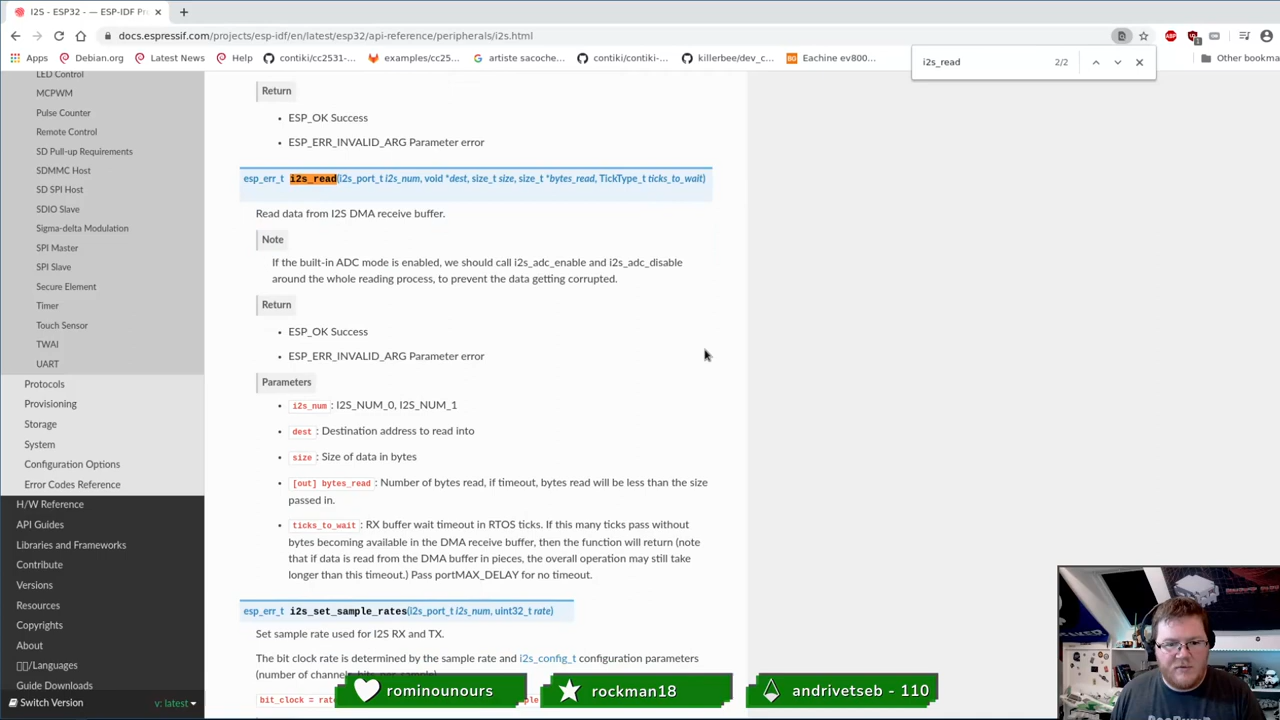 I2S - ESP32 — ESP-IDF Pro
docs.espressif.com/projects/esp-idf/en/latest/esp32/api-reference/peripherals/i2s.html
Apps
Debian.org
Latest News
Help
contiki/cc2531-...
examples/cc25...
artiste sacoche...
contiki/contiki-...
killerbee/dev_c...
Eachine ev800...
Other bookma
i2s_read
2/2
LED Control
MCPWM
Pulse Counter
Remote Control
SD Pull-up Requirements
SDMMC Host
SD SPI Host
SDIO Slave
Sigma-delta Modulation
SPI Master
SPI Slave
Secure Element
Timer
Touch Sensor
TWAI
UART
Protocols
Provisioning
Storage
System
Configuration Options
Error Codes Reference
H/W Reference
API Guides
Libraries and Frameworks
Contribute
Versions
Resources
Copyrights
About
/Languages
Guide Downloads
Switch Version
v: latest
Return
ESP_OK Success
ESP_ERR_INVALID_ARG Parameter error
esp_err_t i2s_read(i2s_port_t i2s_num, void *dest, size_t size, size_t *bytes_read, TickType_t ticks_to_wait)
Read data from I2S DMA receive buffer.
Note
If the built-in ADC mode is enabled, we should call i2s_adc_enable and i2s_adc_disable
around the whole reading process, to prevent the data getting corrupted.
Return
ESP_OK Success
ESP_ERR_INVALID_ARG Parameter error
Parameters
i2s_num : I2S_NUM_0, I2S_NUM_1
dest : Destination address to read into
size : Size of data in bytes
[out] bytes_read : Number of bytes read, if timeout, bytes read will be less than the size
passed in.
ticks_to_wait : RX buffer wait timeout in RTOS ticks. If this many ticks pass without
bytes becoming available in the DMA receive buffer, then the function will return (note
that if data is read from the DMA buffer in pieces, the overall operation may still take
longer than this timeout.) Pass portMAX_DELAY for no timeout.
esp_err_t i2s_set_sample_rates(i2s_port_t i2s_num, uint32_t rate)
Set sample rate used for I2S RX and TX.
The bit clock rate is determined by the sample rate and i2s_config_t configuration parameters
(number of channels, bits_per_sample).
bit_clock = rate
rominounours
rockman18
andrivetseb - 110